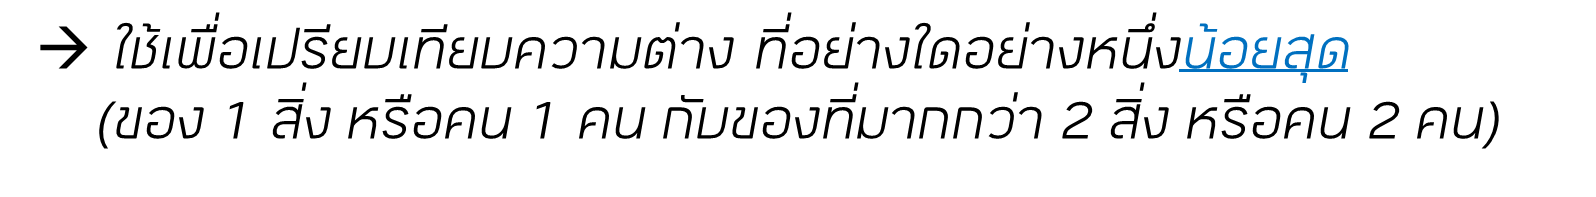 → ใช้เพื่อเปรียบเทียบความต่าง ที่อย่างใดอย่างหนึ่งน้อยสุด
(ของ 1 สิ่ง หรือคน 1 คน กับของที่มากกว่า 2 สิ่ง หรือคน 2 คน)